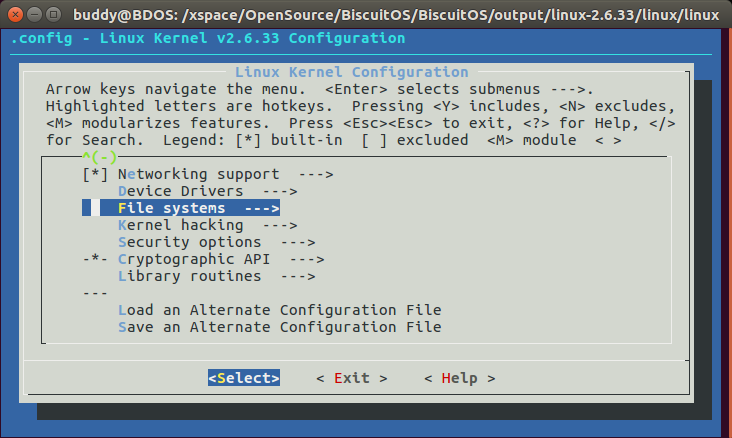 buddy@BDOS: /xspace/OpenSource/BiscuitOS/BiscuitOS/output/linux-2.6.33/linux/linux
.config - Linux Kernel v2.6.33 Configuration
Linux Kernel Configuration
Arrow keys navigate the menu.  <Enter> selects submenus --->.
Highlighted letters are hotkeys.  Pressing <Y> includes, <N> excludes,
<M> modularizes features.  Press <Esc><Esc> to exit, <?> for Help, </>
for Search.  Legend: [*] built-in  [ ] excluded  <M> module  < >
^(-)
[*] Networking support  --->
Device Drivers  --->
File systems  --->
Kernel hacking  --->
Security options  --->
-*- Cryptographic API  --->
Library routines  --->
---
Load an Alternate Configuration File
Save an Alternate Configuration File
<Select>    < Exit >    < Help >